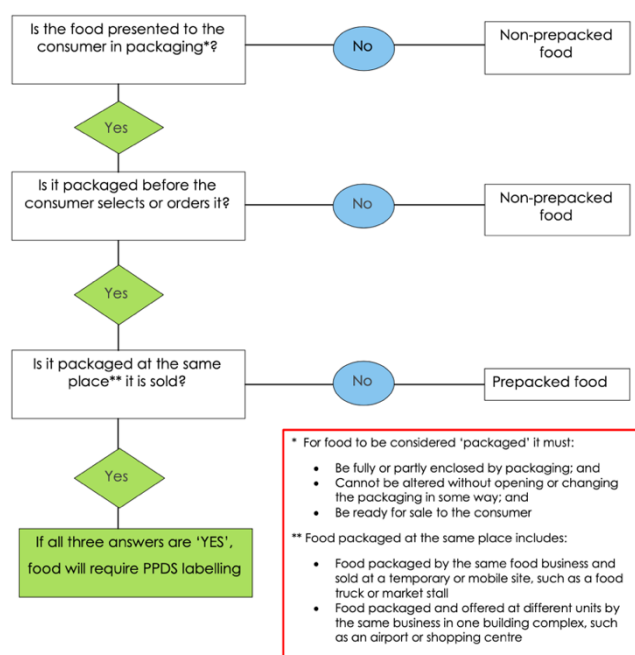 Is the food presented to the
consumer in packaging*?
No
Non-prepacked
food
Yes
Is it packaged before the
consumer selects or orders it?
No
Non-prepacked
food
Yes
Is it packaged at the same
place** it is sold?
No
Prepacked food
Yes
If all three answers are 'YES',
food will require PPDS labelling
* For food to be considered 'packaged' it must:
• Be fully or partly enclosed by packaging; and
• Cannot be altered without opening or changing
the packaging in some way; and
• Be ready for sale to the consumer
** Food packaged at the same place includes:
• Food packaged by the same food business and
sold at a temporary or mobile site, such as a food
truck or market stall
• Food packaged and offered at different units by
the same business in one building complex, such
as an airport or shopping centre